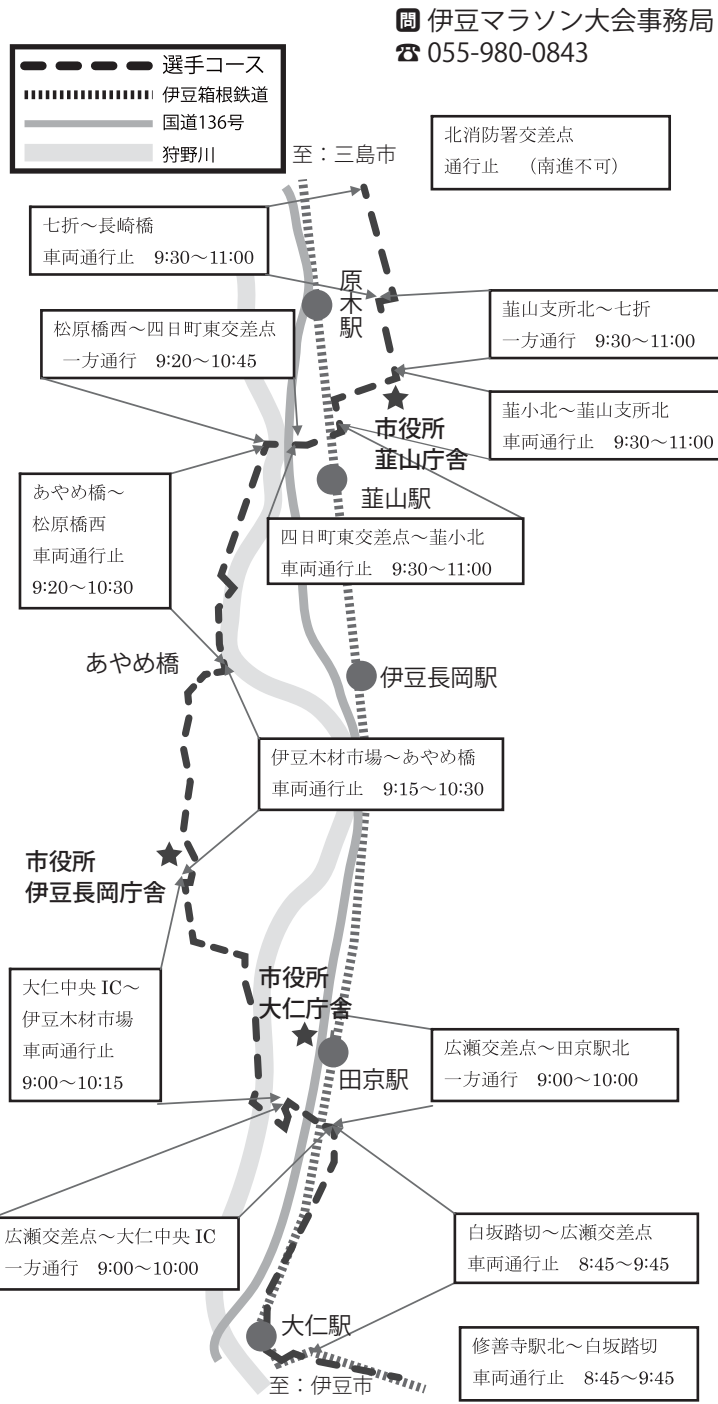 問 伊豆マラソン大会事務局
☎ 055-980-0843
選手コース
伊豆箱根鉄道
国道136号
狩野川
至：三島市
北消防署交差点
通行止　（南進不可）
七折～長崎橋
車両通行止　9:30～11:00
原木駅
韮山支所北～七折
一方通行　9:30～11:00
松原橋西～四日町東交差点
一方通行　9:20～10:45
韮小北～韮山支所北
車両通行止　9:30～11:00
市役所
韮山庁舎
韮山駅
あやめ橋～
松原橋西
車両通行止
9:20～10:30
四日町東交差点～韮小北
車両通行止　9:30～11:00
あやめ橋
伊豆長岡駅
伊豆木材市場～あやめ橋
車両通行止　9:15～10:30
市役所
伊豆長岡庁舎
大仁中央 IC～
伊豆木材市場
車両通行止
9:00～10:15
市役所
大仁庁舎
広瀬交差点～田京駅北
一方通行　9:00～10:00
田京駅
広瀬交差点～大仁中央 IC
一方通行　9:00～10:00
白坂踏切～広瀬交差点
車両通行止　8:45～9:45
大仁駅
修善寺駅北～白坂踏切
車両通行止　8:45～9:45
至：伊豆市